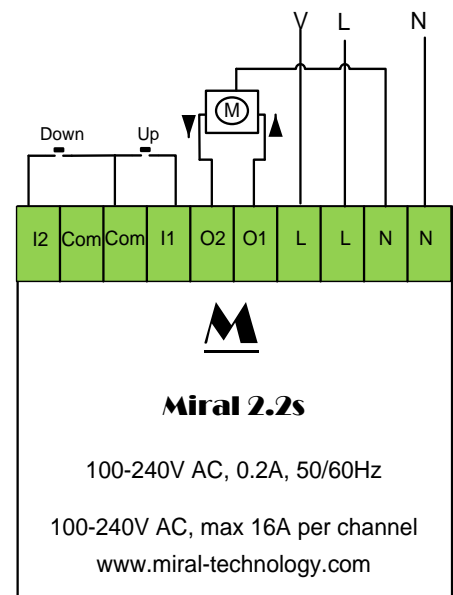 V L N
M
Down Up
I2 Com Com I1 O2 O1 L L N N
M
Miral 2.2s
100-240V AC, 0.2A, 50/60Hz
100-240V AC, max 16A per channel
www.miral-technology.com